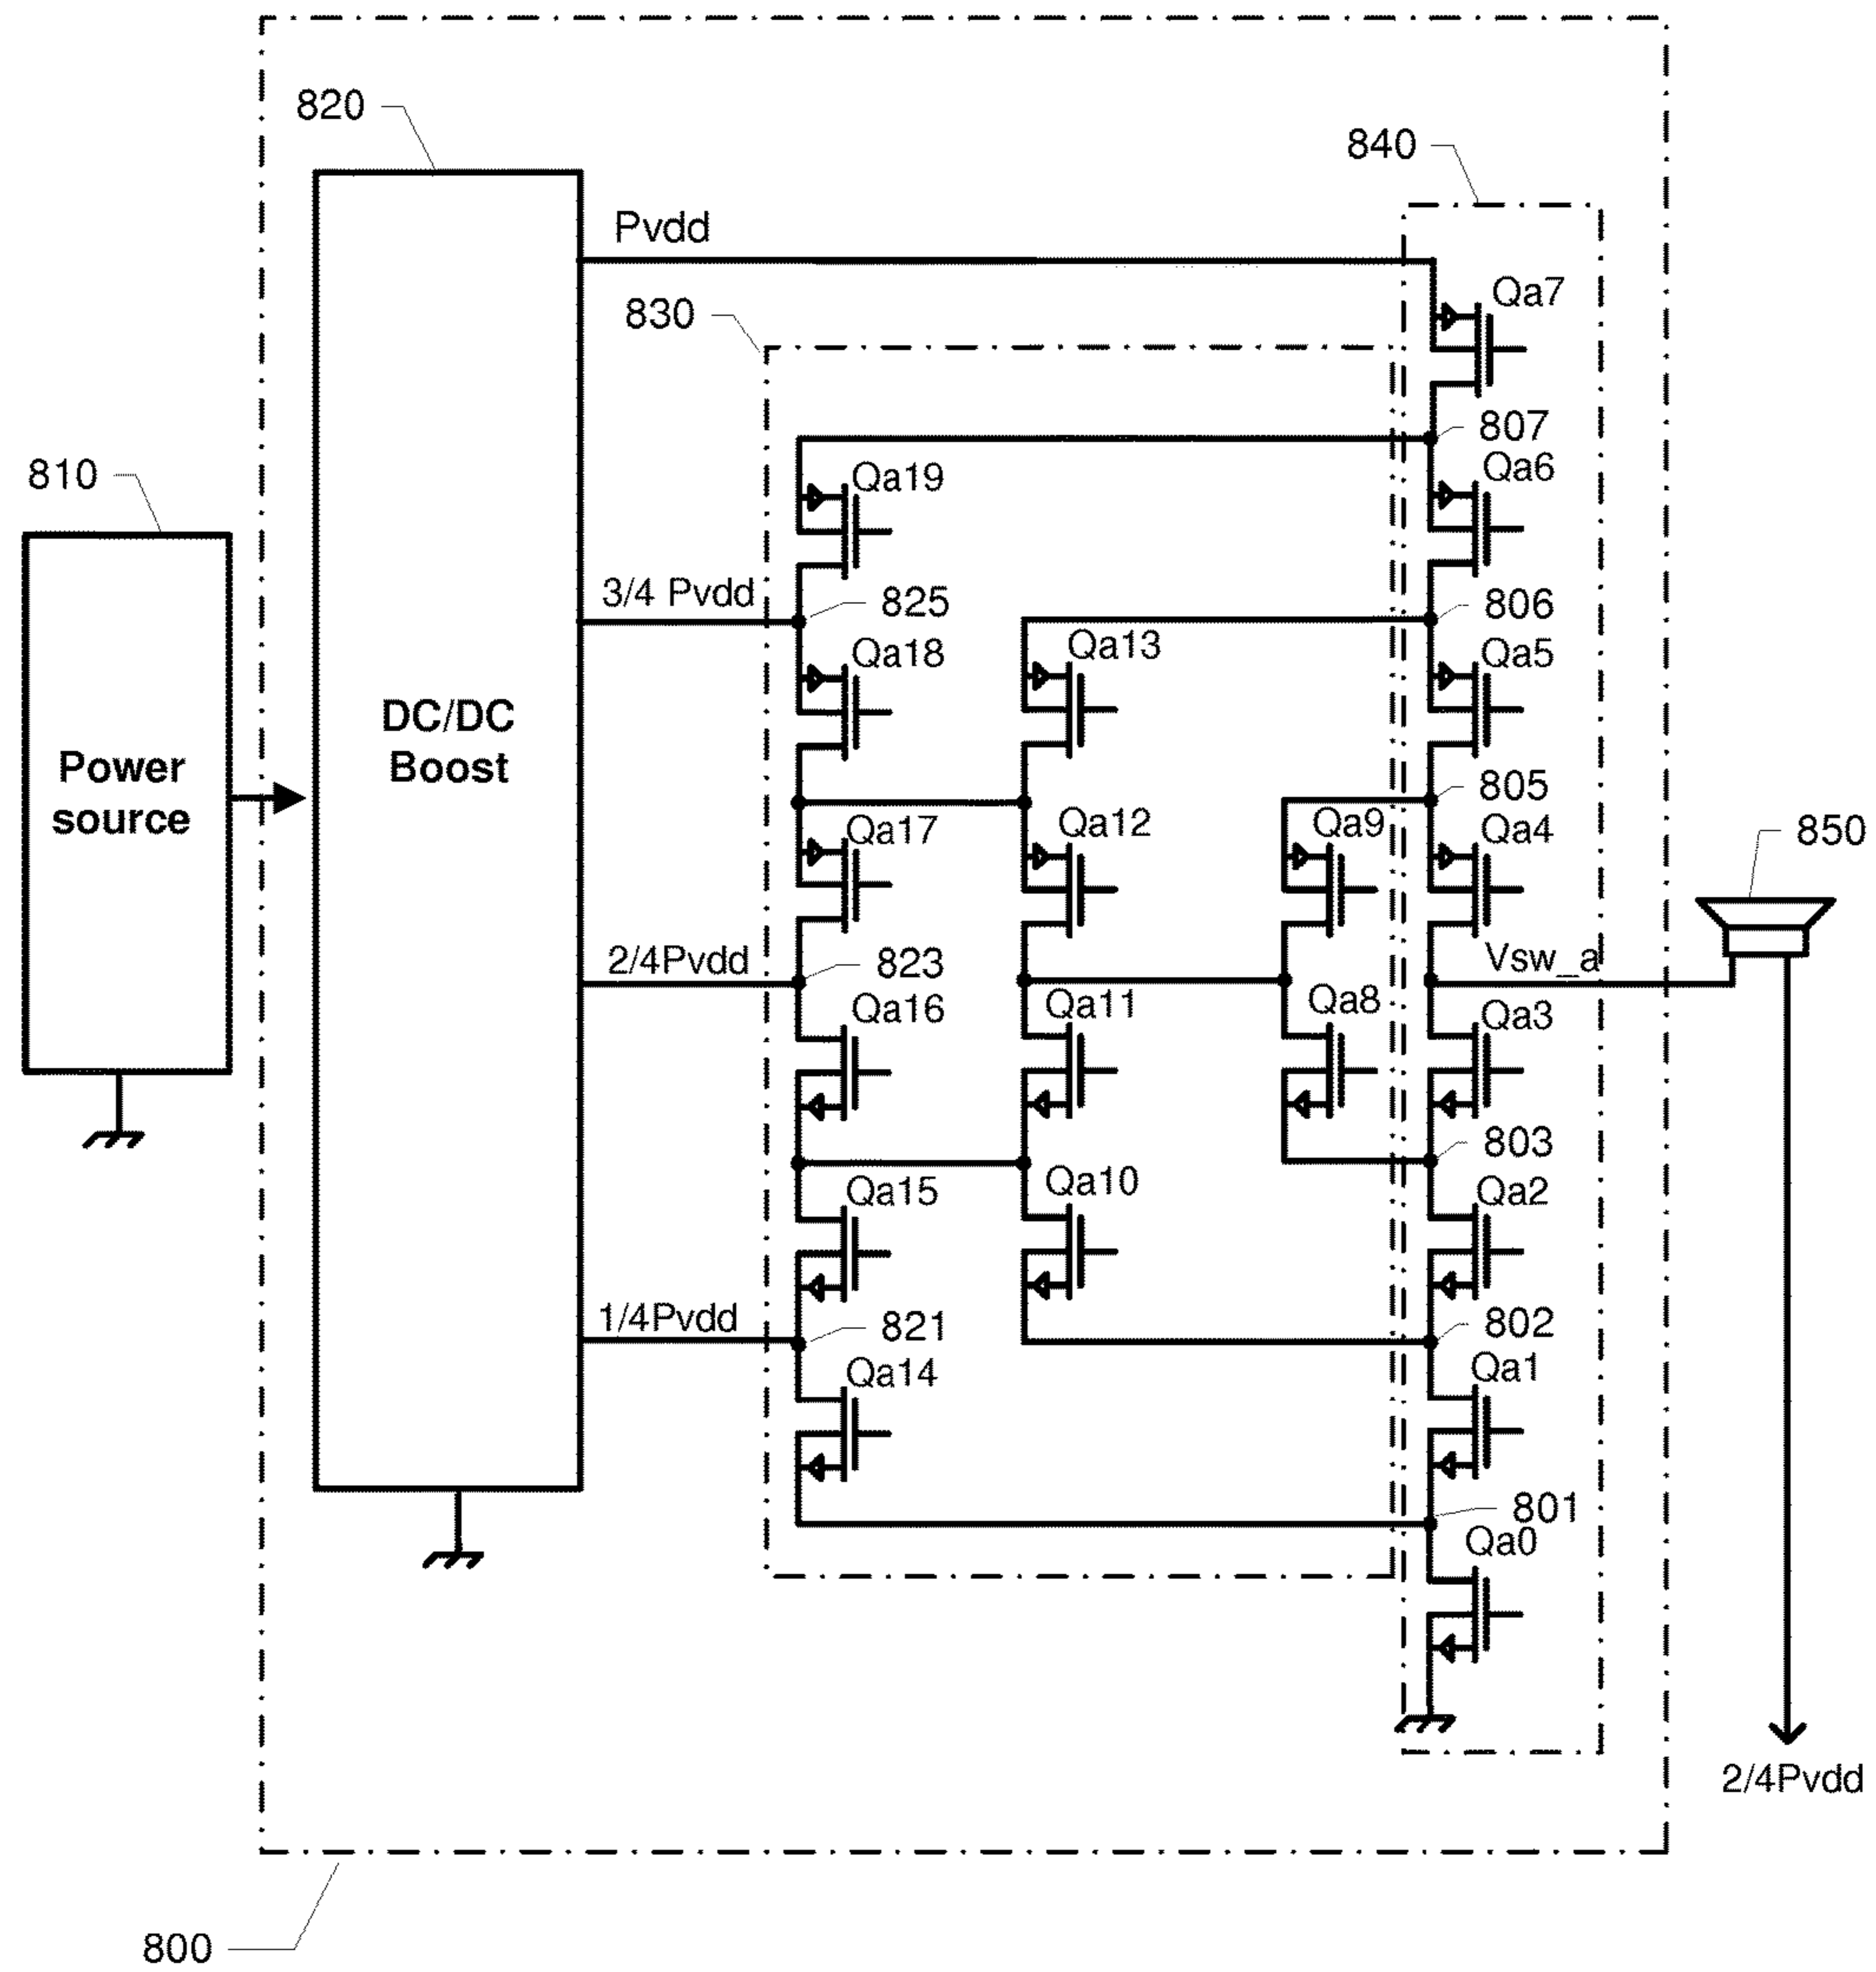 820
840
Pvdd
Qa7
830
807
810
Qa19
Qa6
3/4 Pvdd
825
806
Qa18
Qa13
Qa5
DC/DC
Boost
Power
source
805
Qa17
Qa12
Qa9
Qa4
850
2/4Pvdd
823
Vsw_a
Qa16
Qa11
Qa8
Qa3
803
Qa15
Qa10
Qa2
1/4Pvdd
821
802
Qa14
Qa1
801
Qa0
2/4Pvdd
800